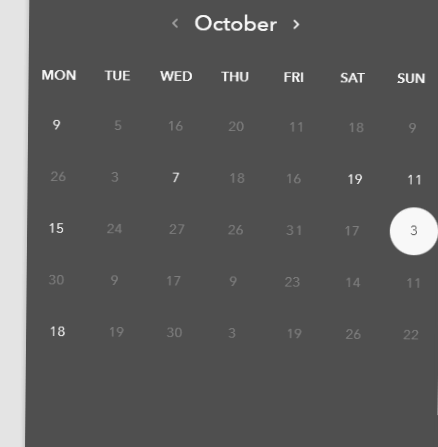 ‹ October ›
MON TUE WED THU FRI SAT SUN
9 5 16 20 11 18 9
26 3 7 18 16 19 11
15 24 27 26 31 17 3
30 9 17 9 23 14 11
18 19 30 3 19 26 22